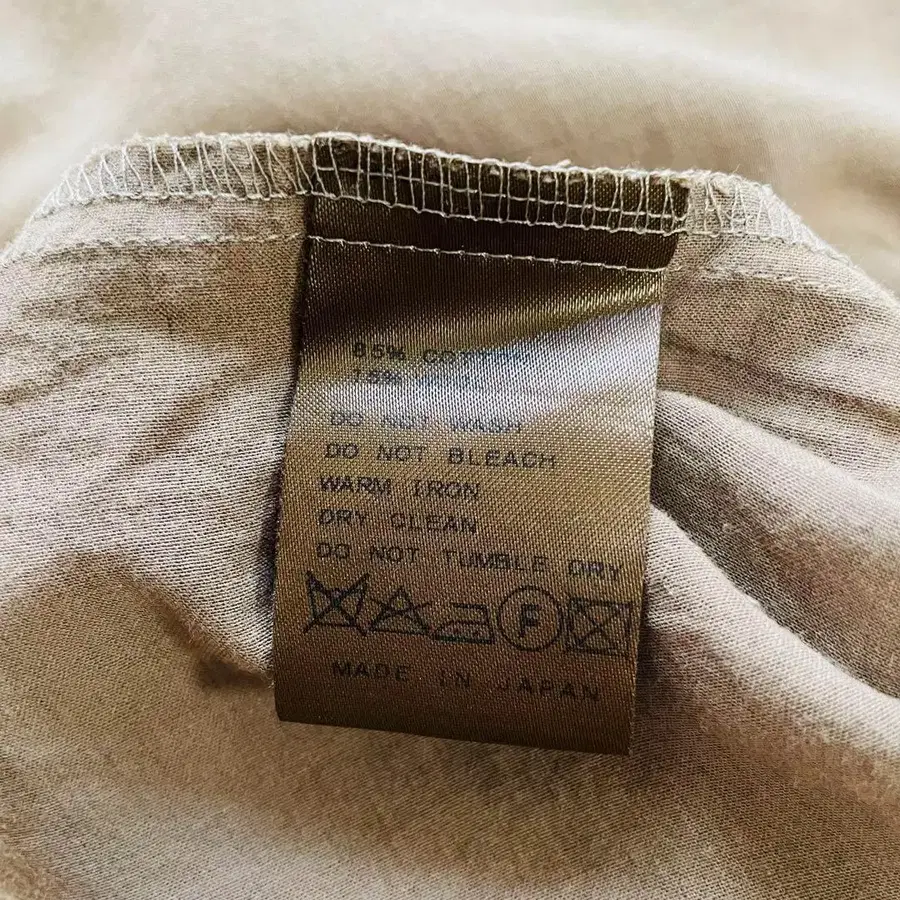 85% COTTON
15%
DO NOT WASH
DO NOT BLEACH
WARM IRON
DRY CLEAN
DO NOT TUMBLE DRY
F
MADE IN JAPAN